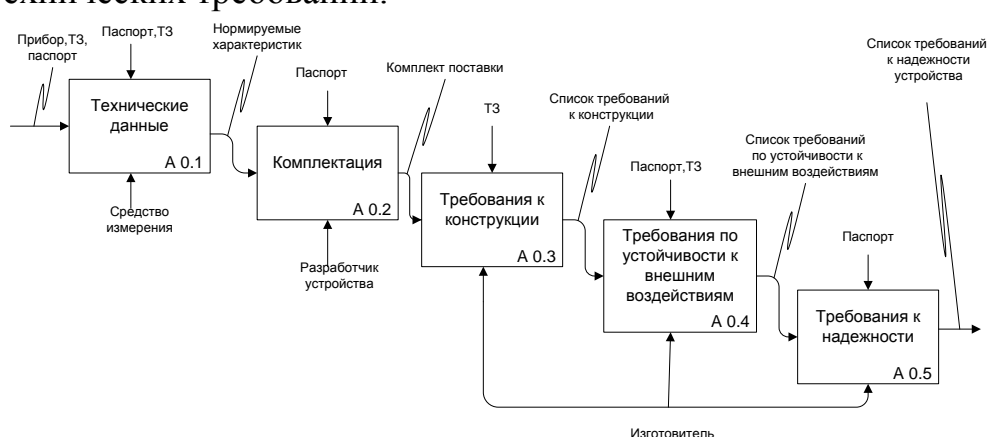 технических требований.
Прибор,ТЗ,
паспорт
Паспорт,ТЗ
Нормируемые
характеристик
Технические
данные
А 0.1
Средство
измерения
Паспорт
Комплект поставки
Комплектация
А 0.2
Разработчик
устройства
ТЗ
Список требований
к конструкции
Требования к
конструкции
А 0.3
Паспорт,ТЗ
Список требований
по устойчивости к
внешним воздействиям
Требования по
устойчивости к
внешним
воздействиям
А 0.4
Паспорт
Список требований
к надежности
устройства
Требования к
надежности
А 0.5
Изготовитель